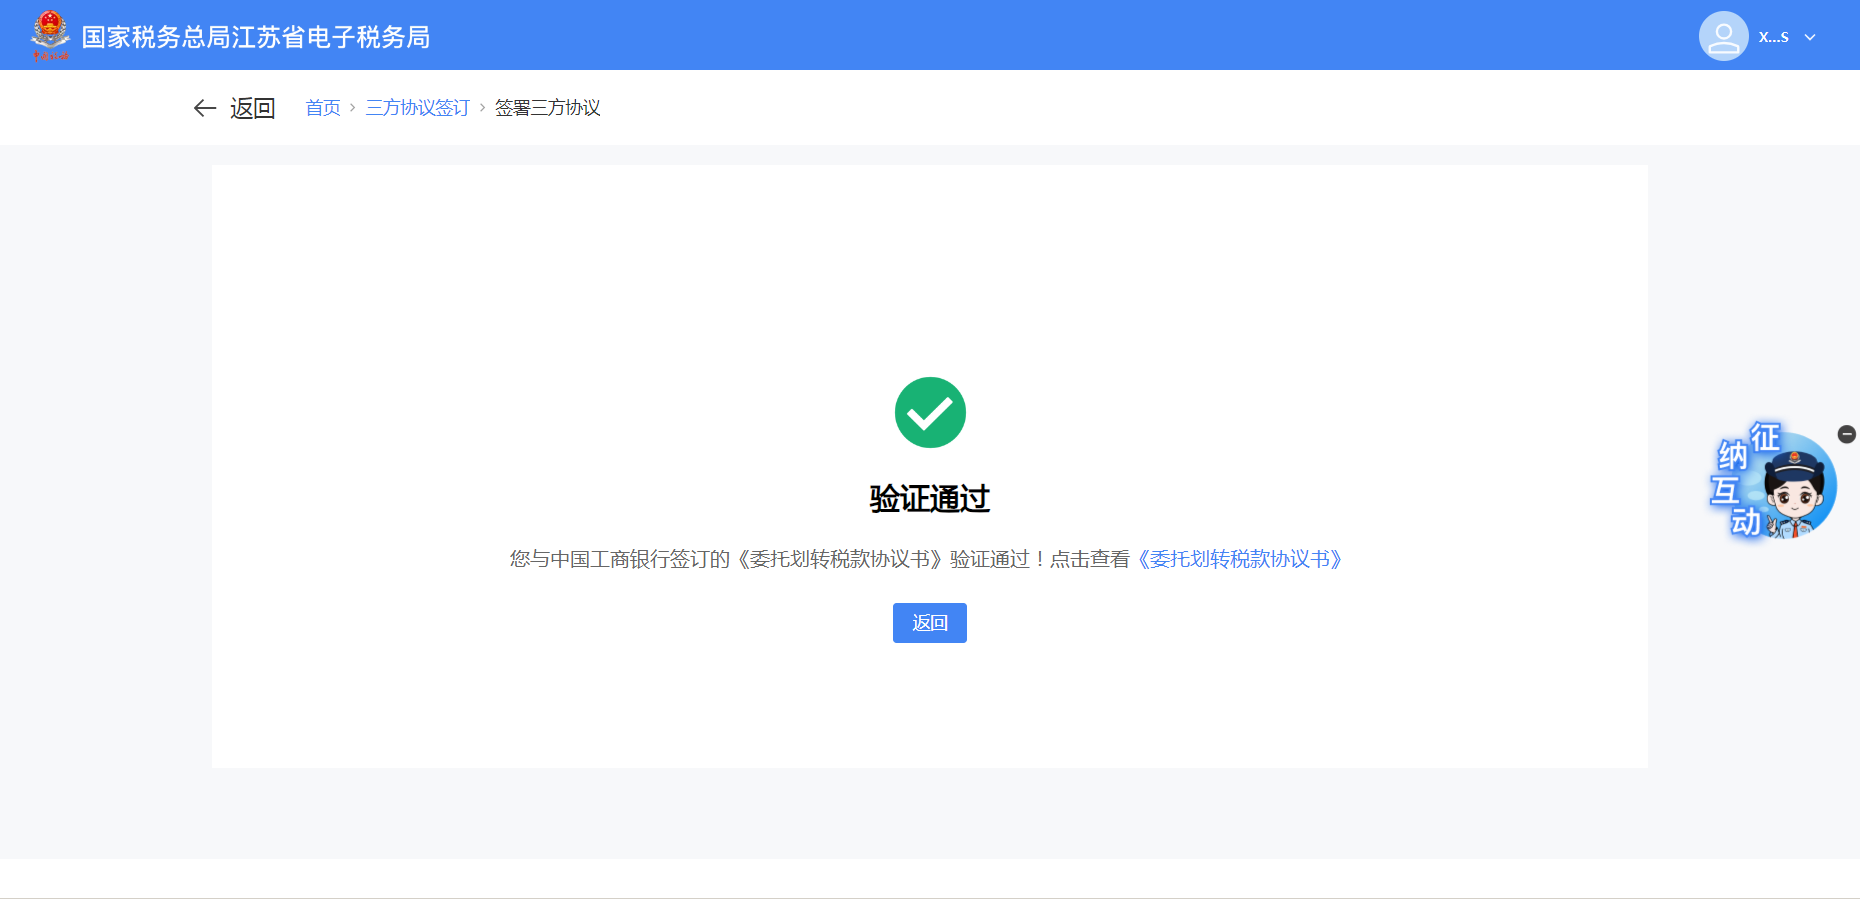 国家税务总局江苏省电子税务局
x...s
返回 首页 > 三方协议签订 > 签署三方协议
验证通过
您与中国工商银行签订的《委托划转税款协议书》验证通过！点击查看《委托划转税款协议书》
返回
征纳互动